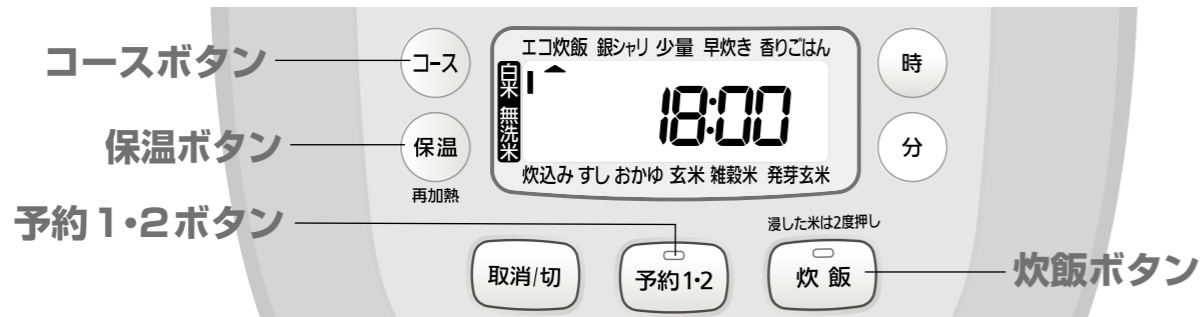 コースボタン
コース
エコ炊飯 銀シャリ 少量 早炊き 香りごはん
時
白米 無洗米
18:00
保温ボタン
保温
分
炊込み すし おかゆ 玄米 雑穀米 発芽玄米
再加熱
予約1・2ボタン
浸した米は2度押し
取消/切
予約1・2
炊飯
炊飯ボタン